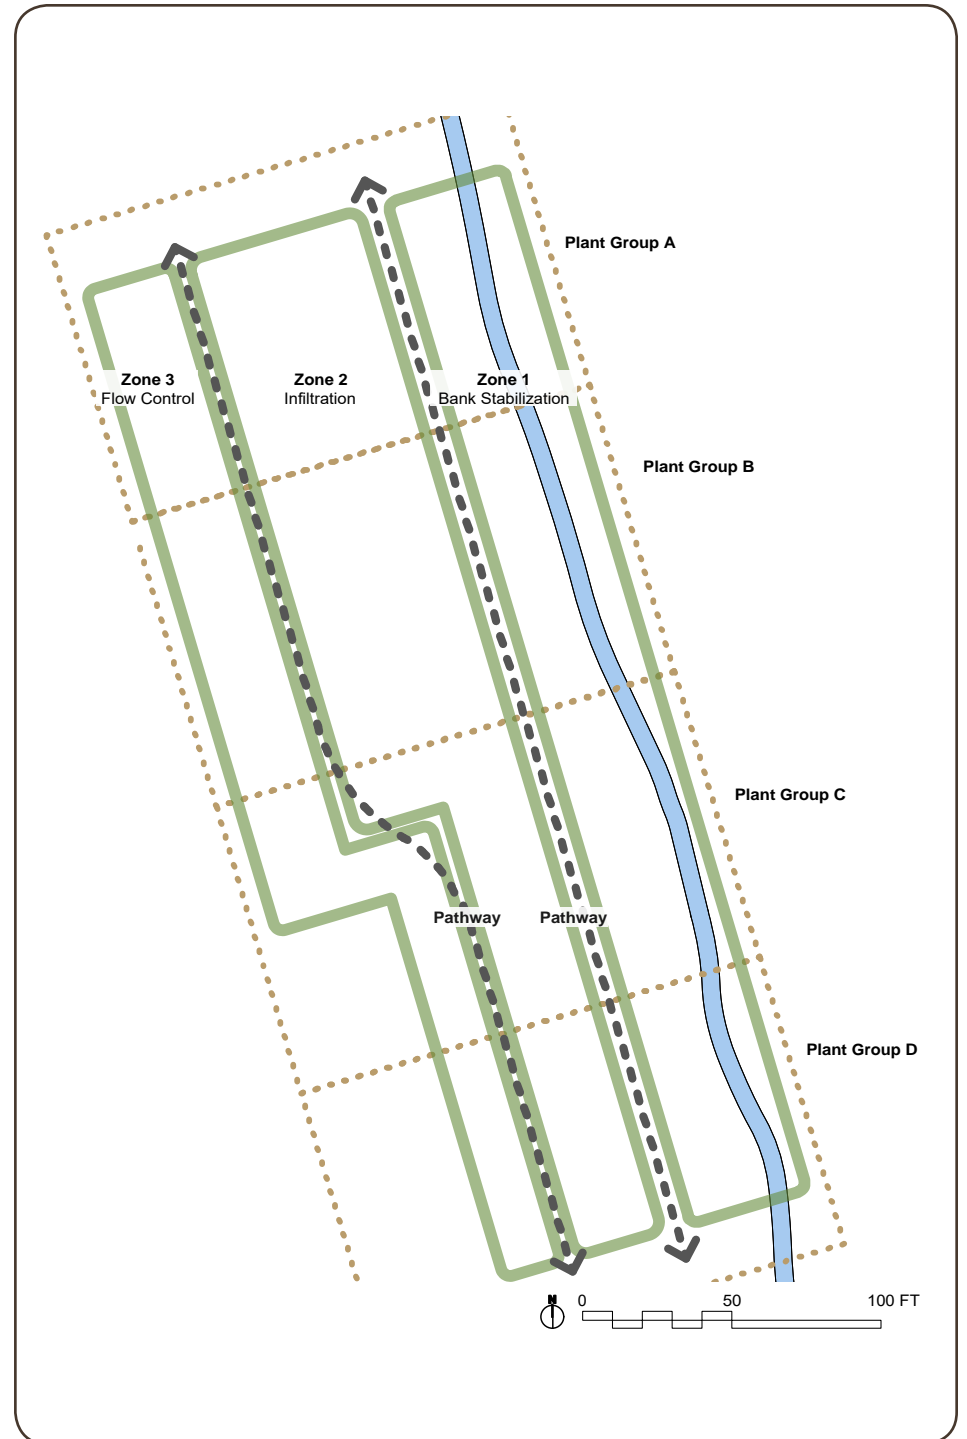 Plant Group A
Zone 3
Flow Control
Zone 2
Infiltration
Zone 1
Bank Stabilization
Plant Group B
Plant Group C
Pathway
Pathway
Plant Group D
N
0
50
100 FT